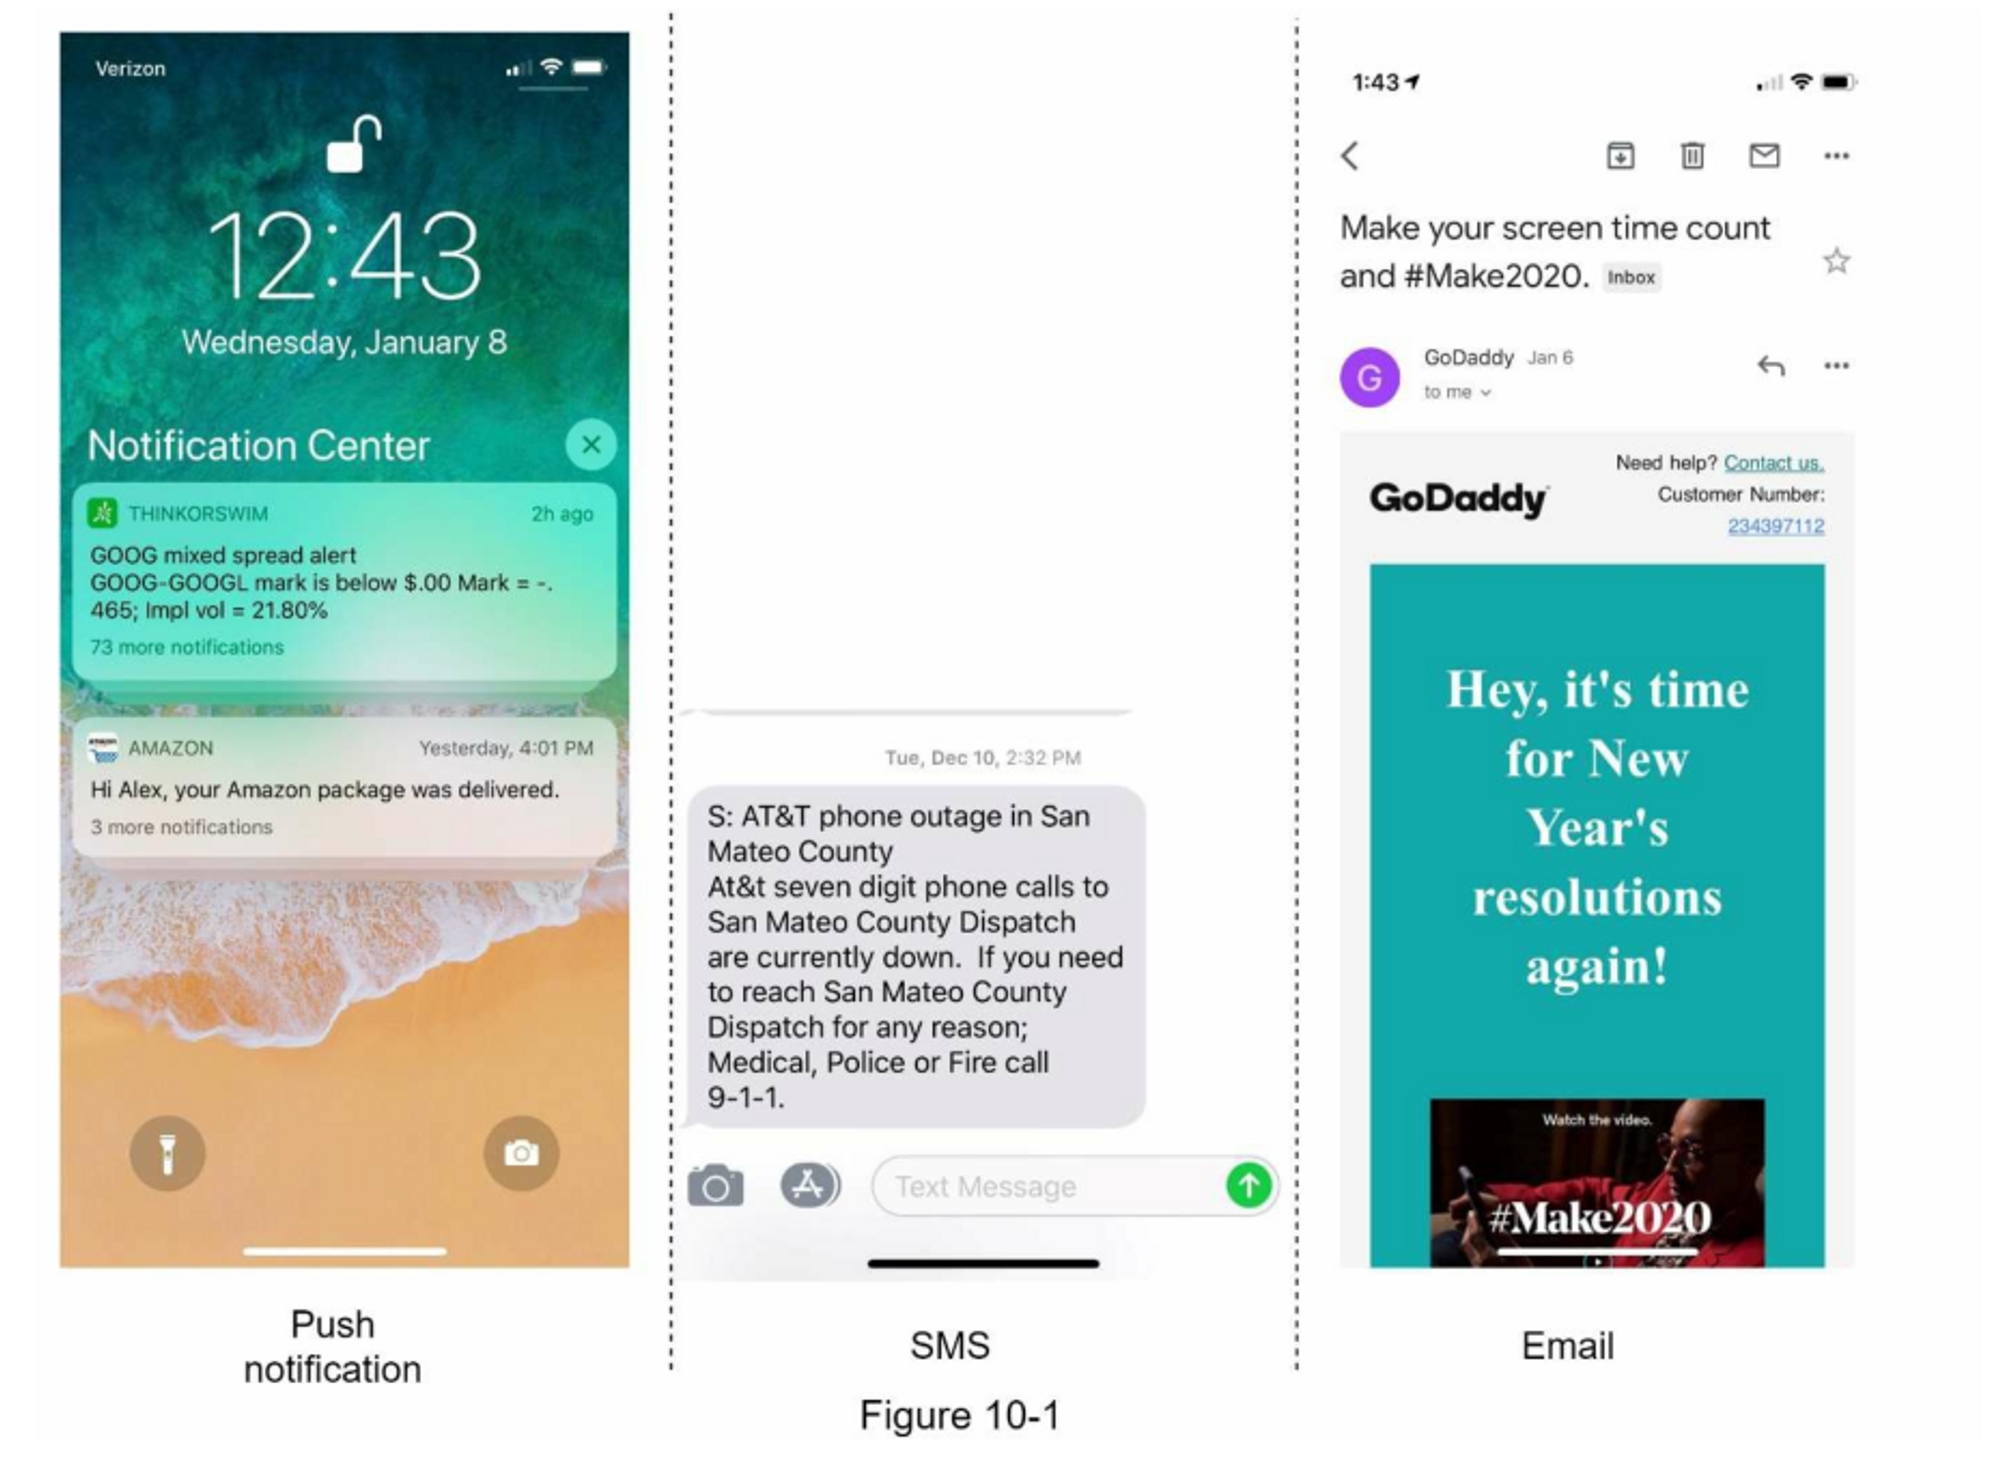 Verizon
12:43
Wednesday, January 8
Notification Center
THINKORSWIM 2h ago
GOOG mixed spread alert
GOOG-GOOGL mark is below $.00 Mark = -.
465; Impl vol = 21.80%
73 more notifications
AMAZON Yesterday, 4:01 PM
Hi Alex, your Amazon package was delivered.
3 more notifications
Push
notification
Tue, Dec 10, 2:32 PM
S: AT&T phone outage in San
Mateo County
At&t seven digit phone calls to
San Mateo County Dispatch
are currently down. If you need
to reach San Mateo County
Dispatch for any reason;
Medical, Police or Fire call
9-1-1.
Text Message
SMS
1:43
Make your screen time count
and #Make2020. Inbox
G
GoDaddy Jan 6
to me
Need help? Contact us.
GoDaddy
Customer Number:
234397112
Hey, it's time
for New
Year's
resolutions
again!
Watch the video.
#Make2020
Email
Figure 10-1